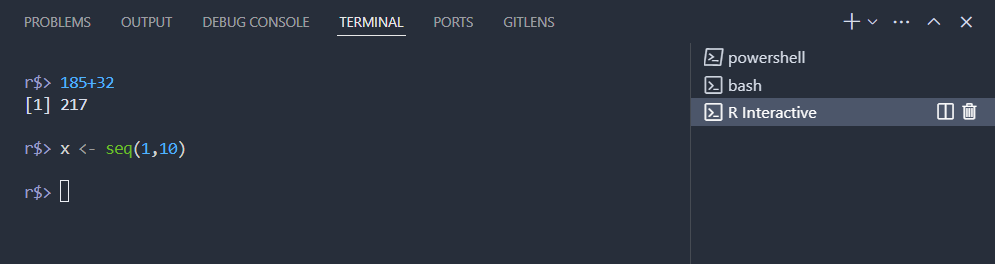 PROBLEMS OUTPUT DEBUG CONSOLE TERMINAL PORTS GITLENS
r$> 185+32
[1] 217
r$> x <- seq(1,10)
r$>
powershell
bash
R Interactive